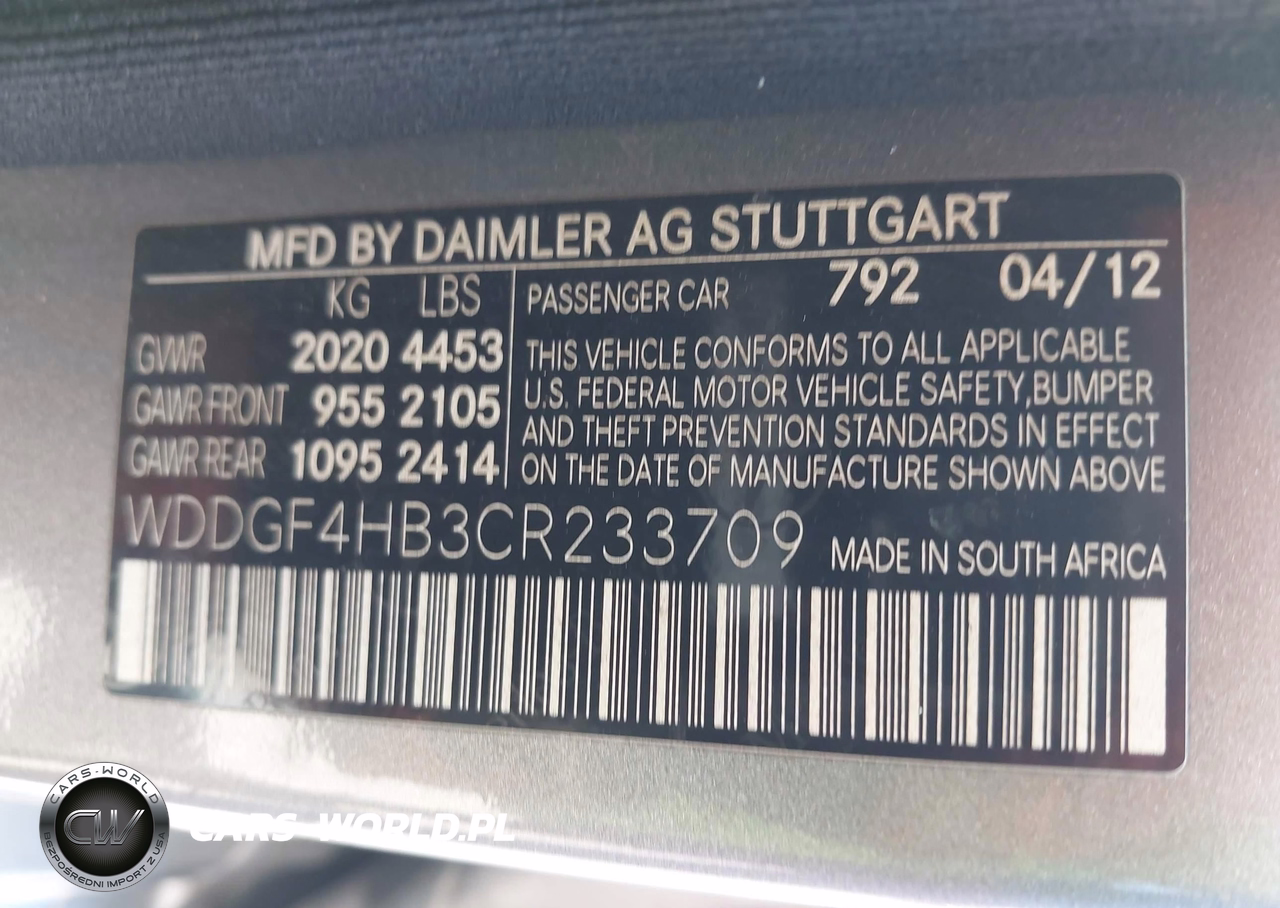 MFD BY DAIMLER AG STUTTGART
KG LBS
GVWR 2020 4453
GAWR FRONT 955 2105
GAWR REAR 1095 2414
PASSENGER CAR 792 04/12
THIS VEHICLE CONFORMS TO ALL APPLICABLE
U.S. FEDERAL MOTOR VEHICLE SAFETY,BUMPER
AND THEFT PREVENTION STANDARDS IN EFFECT
ON THE DATE OF MANUFACTURE SHOWN ABOVE
WDDGF4HB3CR233709 MADE IN SOUTH AFRICA
CARS-WORLD
CW
BEZPOŚREDNI IMPORT Z USA
CARS-WORLD.PL